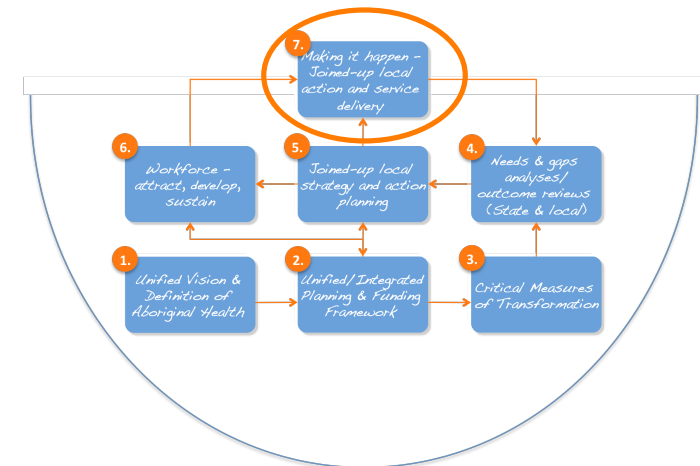 7.
Making it happen –
Joined-up local
action and service
delivery
6.
Workforce –
attract, develop,
sustain
5.
Joined-up local
strategy and action
planning
4.
Needs & gaps
analyses/
outcome reviews
(State & local)
1.
Unified Vision &
Definition of
Aboriginal Health
2.
Unified/Integrated
Planning & Funding
Framework
3.
Critical Measures
of Transformation